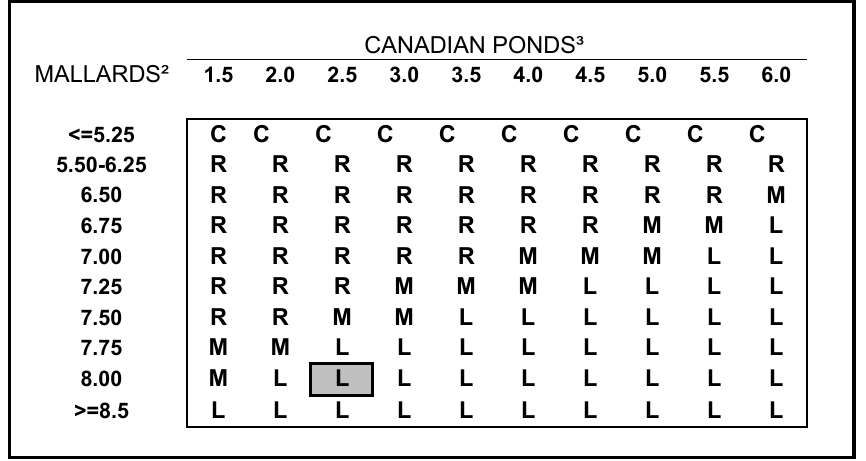 CANADIAN PONDS³
MALLARDS² 1.5 2.0 2.5 3.0 3.5 4.0 4.5 5.0 5.5 6.0
<=5.25 C C C C C C C C C C
5.50-6.25 R R R R R R R R R R
6.50 R R R R R R R R R M
6.75 R R R R R R R M M L
7.00 R R R R R M M M L L
7.25 R R R M M M L L L L
7.50 R R M M L L L L L L
7.75 M M L L L L L L L L
8.00 M L L L L L L L L L
>=8.5 L L L L L L L L L L